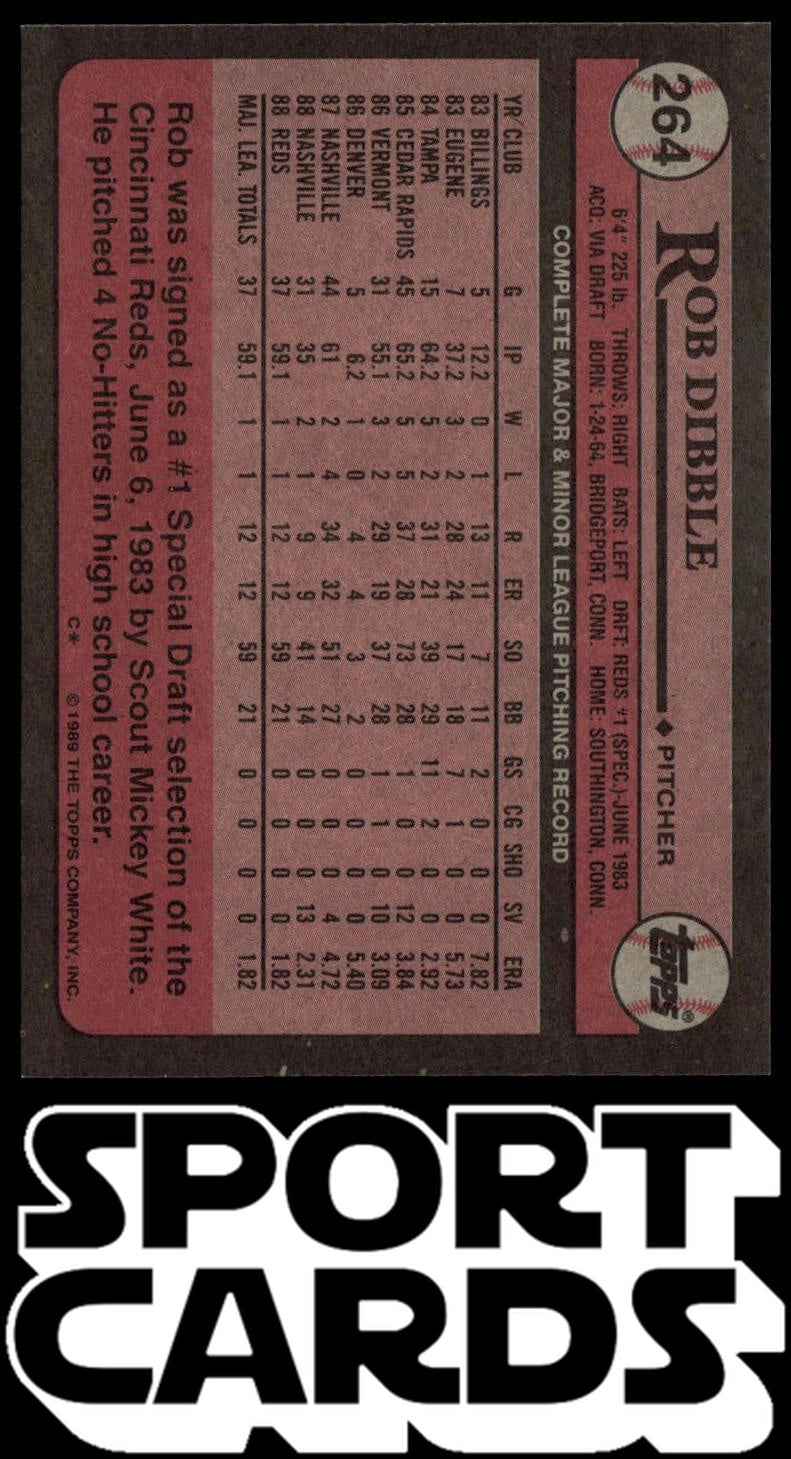 264
ROB DIBBLE
◆ PITCHER
topps®
6'4" 225 lb. THROWS: RIGHT BATS: LEFT DRFT: REDS #1 (SPEC.)-JUNE 1983
ACQ: VIA DRAFT BORN: 1-24-64, BRIDGEPORT, CONN. HOME: SOUTHINGTON, CONN.
COMPLETE MAJOR & MINOR LEAGUE PITCHING RECORD
YR CLUB G IP W L R ER SO BB GS CG SHO SV ERA
83 BILLINGS 5 12.2 0 1 13 11 7 11 2 0 0 0 7.82
83 EUGENE 7 37.2 3 2 28 24 17 18 7 1 0 0 5.73
84 TAMPA 15 64.2 5 2 31 21 39 29 11 2 0 0 2.92
85 CEDAR RAPIDS 45 65.2 5 5 37 28 73 28 1 0 0 12 3.84
86 VERMONT 31 55.1 3 2 29 19 37 28 1 1 0 10 3.09
86 DENVER 5 6.2 1 0 4 4 3 2 0 0 0 0 5.40
87 NASHVILLE 44 61 2 4 34 32 51 27 0 0 0 4 4.72
88 NASHVILLE 31 35 2 1 9 9 41 14 0 0 0 13 2.31
88 REDS 37 59.1 1 1 12 12 59 21 0 0 0 0 1.82
MAJ. LEA. TOTALS 37 59.1 1 1 12 12 59 21 0 0 0 0 1.82
Rob was signed as a #1 Special Draft selection of the
Cincinnati Reds, June 6, 1983 by Scout Mickey White.
He pitched 4 No-Hitters in high school career.
C* © 1989 THE TOPPS COMPANY, INC.
SPORT
CARDS